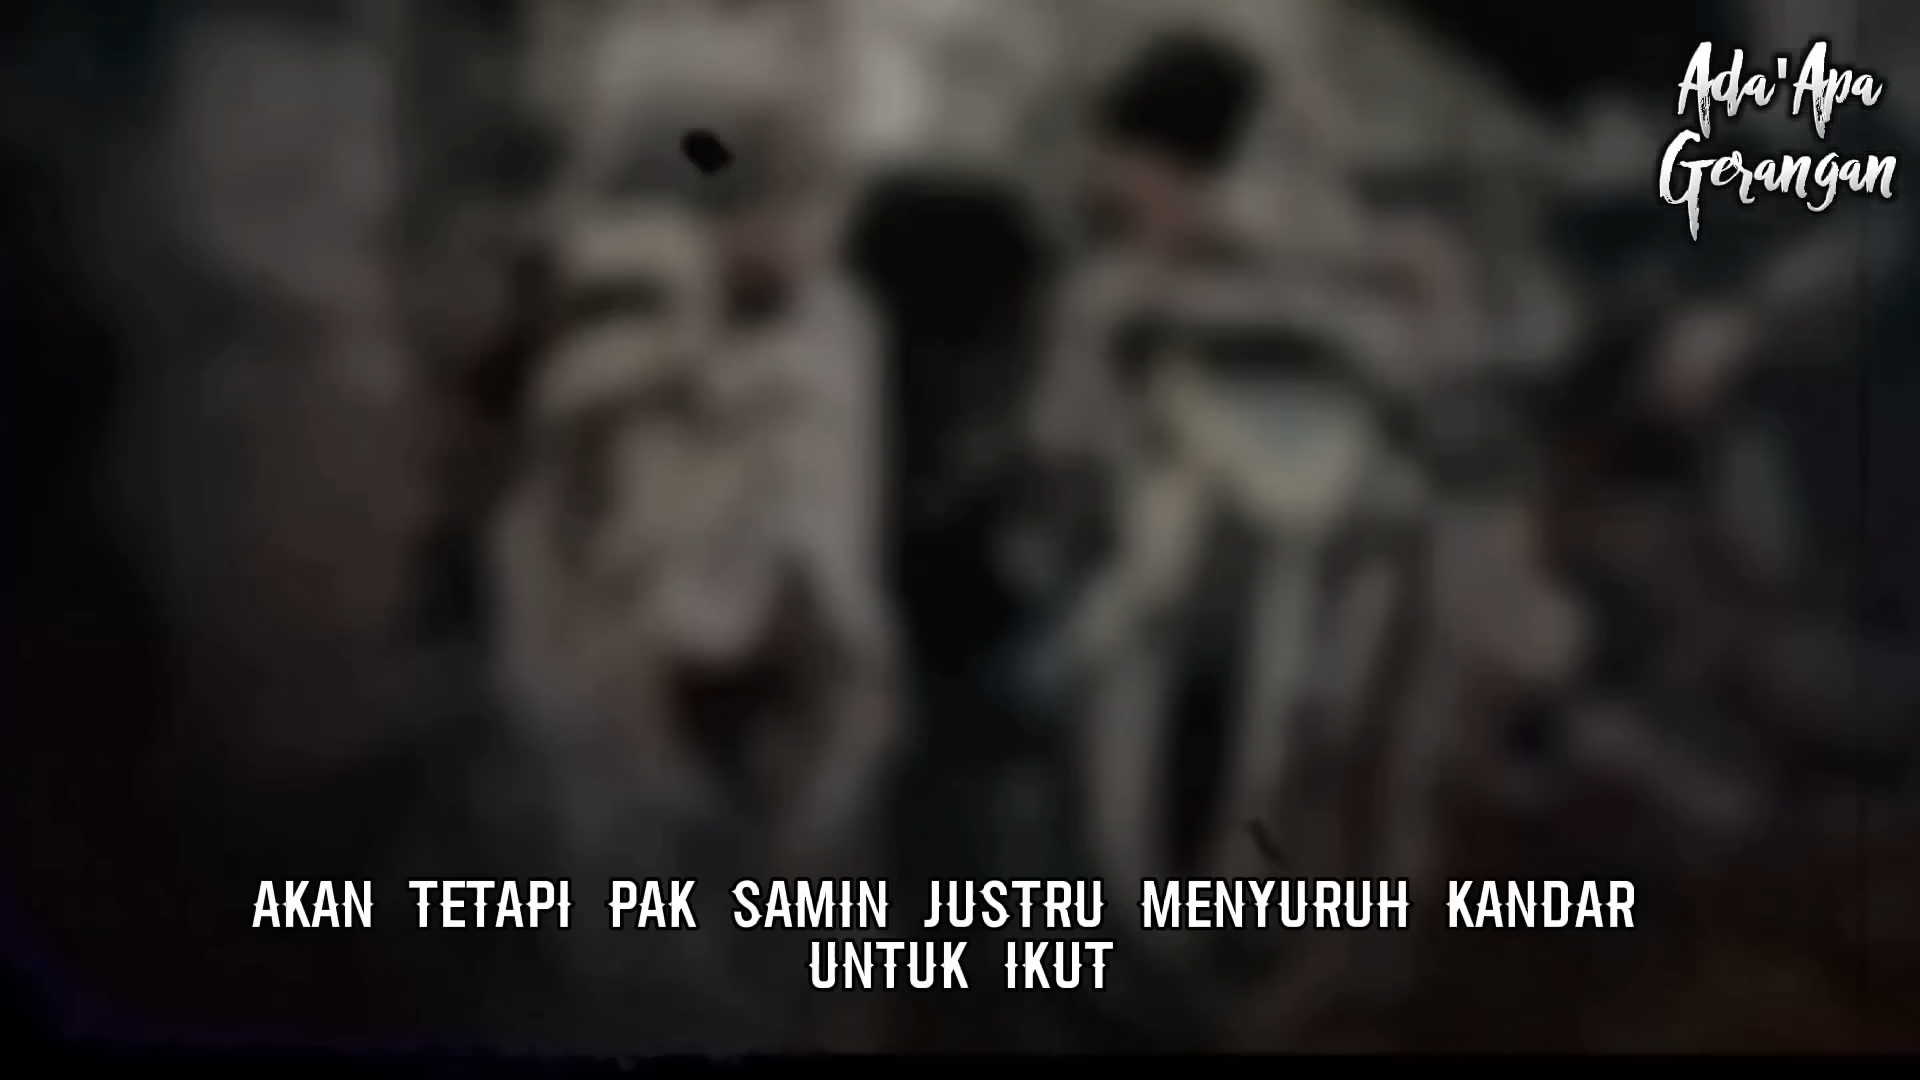 Ada'Apa
Gerangan
AKAN TETAPI PAK SAMIN JUSTRU MENYURUH KANDAR
UNTUK IKUT